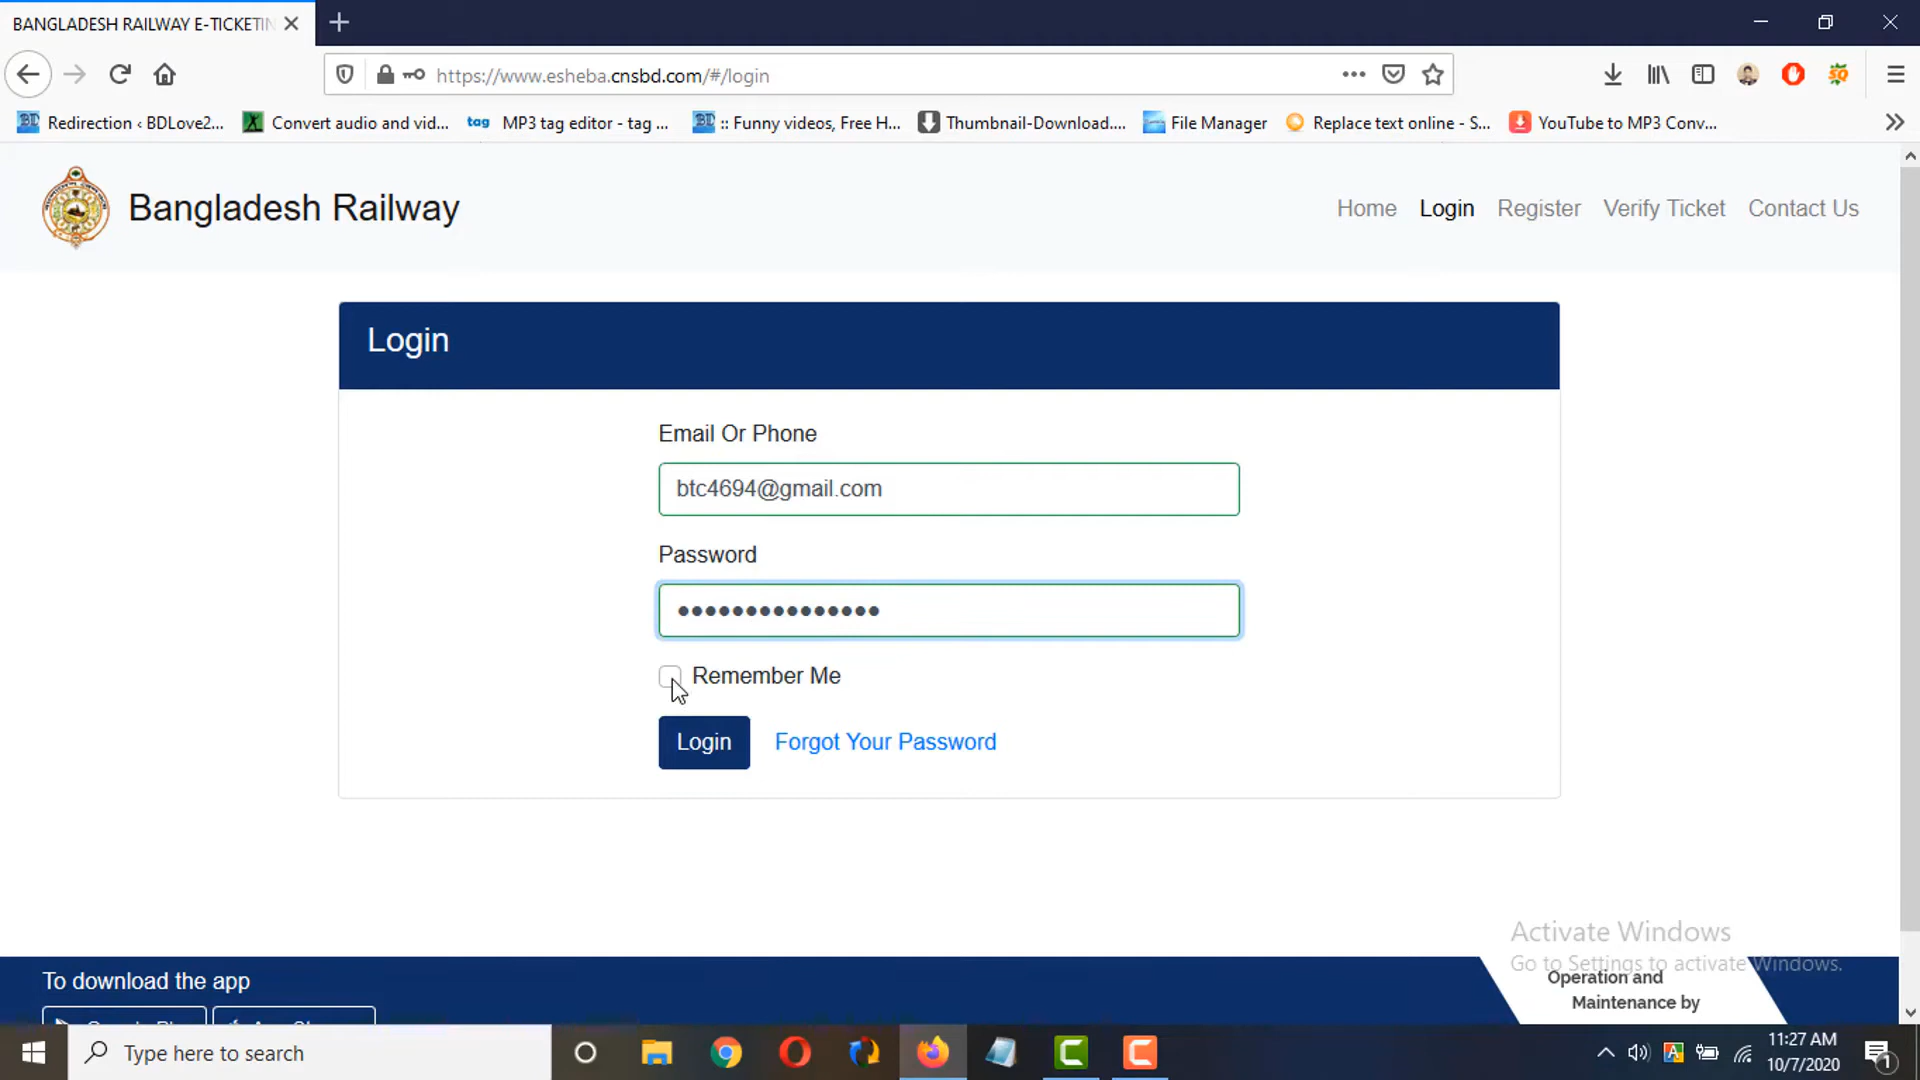 BANGLADESH RAILWAY E-TICKETIN
https://www.esheba.cnsbd.com/#/login
Redirection ‹ BDLove2...
Convert audio and vid...
tag MP3 tag editor - tag ...
BD :: Funny videos, Free H...
Thumbnail-Download....
File Manager
Replace text online - S...
YouTube to MP3 Conv...
Bangladesh Railway
Home Login Register Verify Ticket Contact Us
Login
Email Or Phone
btc4694@gmail.com
Password
Remember Me
Login Forgot Your Password
Activate Windows
Go to Settings to activate Windows.
To download the app
Operation and
Maintenance by
Type here to search
11:27 AM
10/7/2020
1